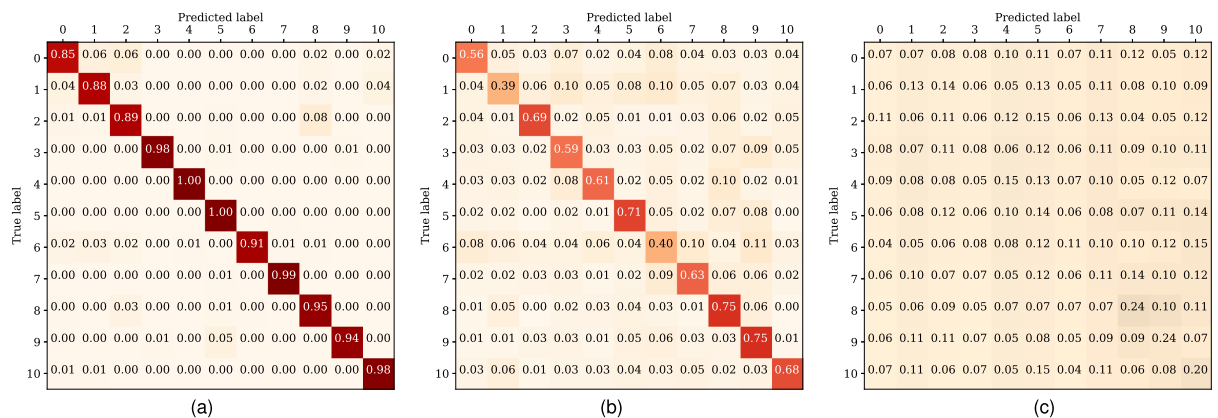 Predicted label
0 1 2 3 4 5 6 7 8 9 10
True label
0 0.85 0.06 0.06 0.00 0.00 0.00 0.00 0.00 0.02 0.00 0.02
1 0.04 0.88 0.03 0.00 0.00 0.00 0.00 0.00 0.02 0.00 0.04
2 0.01 0.01 0.89 0.00 0.00 0.00 0.00 0.00 0.08 0.00 0.00
3 0.00 0.00 0.00 0.98 0.00 0.01 0.00 0.00 0.00 0.01 0.00
4 0.00 0.00 0.00 0.00 1.00 0.00 0.00 0.00 0.00 0.00 0.00
5 0.00 0.00 0.00 0.00 0.00 1.00 0.00 0.00 0.00 0.00 0.00
6 0.02 0.03 0.02 0.00 0.01 0.00 0.91 0.01 0.01 0.00 0.00
7 0.00 0.00 0.00 0.00 0.00 0.01 0.00 0.99 0.00 0.00 0.00
8 0.00 0.00 0.03 0.00 0.00 0.01 0.00 0.00 0.95 0.00 0.00
9 0.00 0.00 0.00 0.01 0.00 0.05 0.00 0.00 0.00 0.94 0.00
10 0.01 0.01 0.00 0.00 0.00 0.00 0.00 0.00 0.00 0.00 0.98
(a)
Predicted label
0 1 2 3 4 5 6 7 8 9 10
True label
0 0.56 0.05 0.03 0.07 0.02 0.04 0.05 0.04 0.03 0.03 0.04
1 0.04 0.39 0.06 0.10 0.05 0.08 0.10 0.05 0.07 0.03 0.04
2 0.04 0.01 0.69 0.02 0.05 0.01 0.01 0.03 0.06 0.02 0.05
3 0.03 0.03 0.02 0.59 0.03 0.03 0.05 0.02 0.07 0.09 0.05
4 0.03 0.03 0.02 0.08 0.61 0.02 0.05 0.02 0.10 0.02 0.01
5 0.02 0.02 0.01 0.02 0.01 0.71 0.05 0.02 0.07 0.08 0.00
6 0.08 0.06 0.04 0.04 0.06 0.04 0.40 0.10 0.04 0.11 0.03
7 0.02 0.02 0.03 0.03 0.01 0.02 0.09 0.63 0.06 0.06 0.02
8 0.01 0.05 0.00 0.02 0.03 0.04 0.03 0.01 0.75 0.06 0.00
9 0.01 0.01 0.03 0.03 0.01 0.05 0.03 0.03 0.03 0.75 0.01
10 0.03 0.06 0.01 0.04 0.03 0.04 0.03 0.01 0.02 0.03 0.68
(b)
Predicted label
0 1 2 3 4 5 6 7 8 9 10
True label
0 0.07 0.07 0.08 0.08 0.10 0.11 0.07 0.11 0.12 0.05 0.12
1 0.06 0.13 0.14 0.06 0.05 0.13 0.05 0.11 0.08 0.10 0.09
2 0.11 0.06 0.11 0.06 0.12 0.15 0.06 0.13 0.04 0.05 0.12
3 0.08 0.07 0.11 0.08 0.06 0.12 0.06 0.11 0.09 0.10 0.11
4 0.09 0.08 0.08 0.05 0.15 0.13 0.07 0.10 0.05 0.12 0.07
5 0.06 0.08 0.12 0.06 0.10 0.14 0.06 0.08 0.07 0.11 0.14
6 0.04 0.05 0.06 0.08 0.08 0.12 0.11 0.10 0.10 0.12 0.15
7 0.06 0.10 0.07 0.07 0.05 0.12 0.06 0.11 0.14 0.10 0.12
8 0.05 0.06 0.09 0.05 0.07 0.07 0.07 0.07 0.24 0.10 0.11
9 0.06 0.11 0.11 0.07 0.05 0.08 0.05 0.09 0.09 0.24 0.07
10 0.07 0.11 0.06 0.07 0.04 0.15 0.04 0.11 0.06 0.08 0.20
(c)